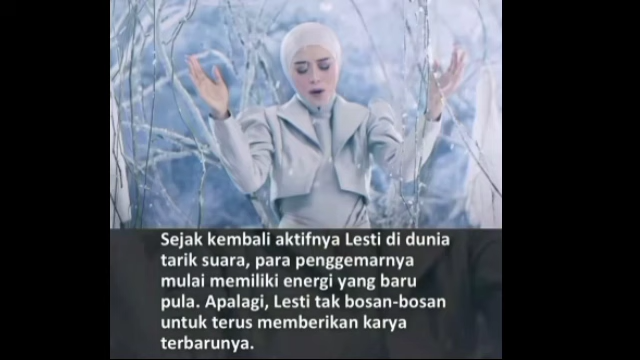 Sejak kembali aktifnya Lesti di dunia
tarik suara, para penggemarnya
mulai memiliki energi yang baru
pula. Apalagi, Lesti tak bosan-bosan
untuk terus memberikan karya
terbarunya.